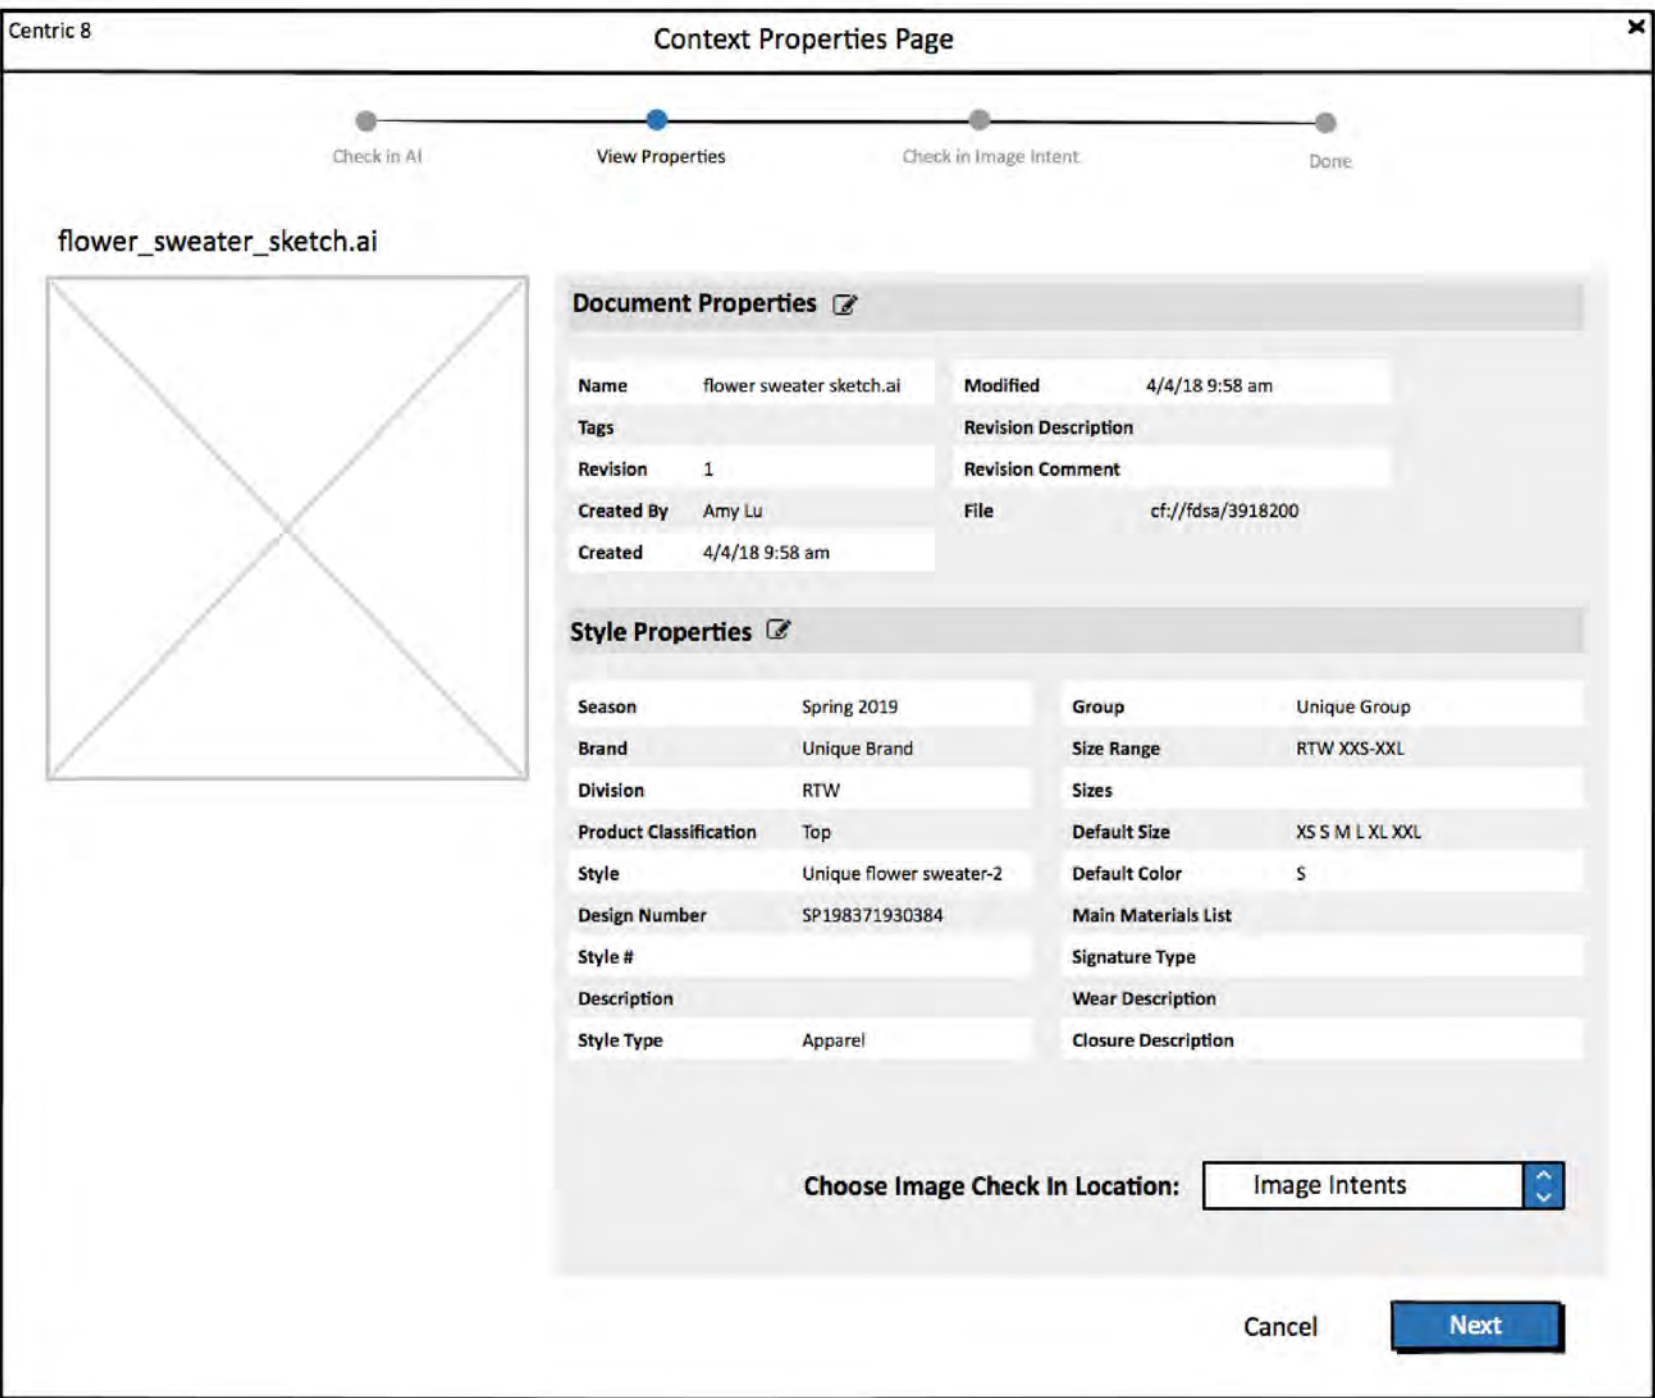 Centric 8
Context Properties Page
Check in AI
View Properties
Check in Image Intent
Done
flower_sweater_sketch.ai
Document Properties
Name flower sweater sketch.ai Modified 4/4/18 9:58 am
Tags Revision Description
Revision 1 Revision Comment
Created By Amy Lu File cf://fdsa/3918200
Created 4/4/18 9:58 am
Style Properties
Season Spring 2019 Group Unique Group
Brand Unique Brand Size Range RTW XXS-XXL
Division RTW Sizes
Product Classification Top Default Size XS S M L XL XXL
Style Unique flower sweater-2 Default Color S
Design Number SP198371930384 Main Materials List
Style # Signature Type
Description Wear Description
Style Type Apparel Closure Description
Choose Image Check In Location: Image Intents
Cancel Next